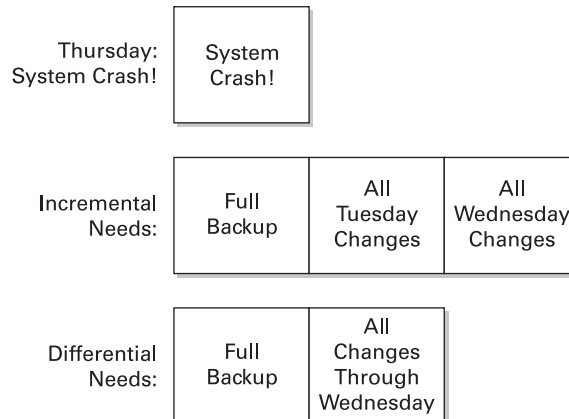 Thursday:
System Crash!
System
Crash!
Incremental
Needs:
Full
Backup
All
Tuesday
Changes
All
Wednesday
Changes
Differential
Needs:
Full
Backup
All
Changes
Through
Wednesday